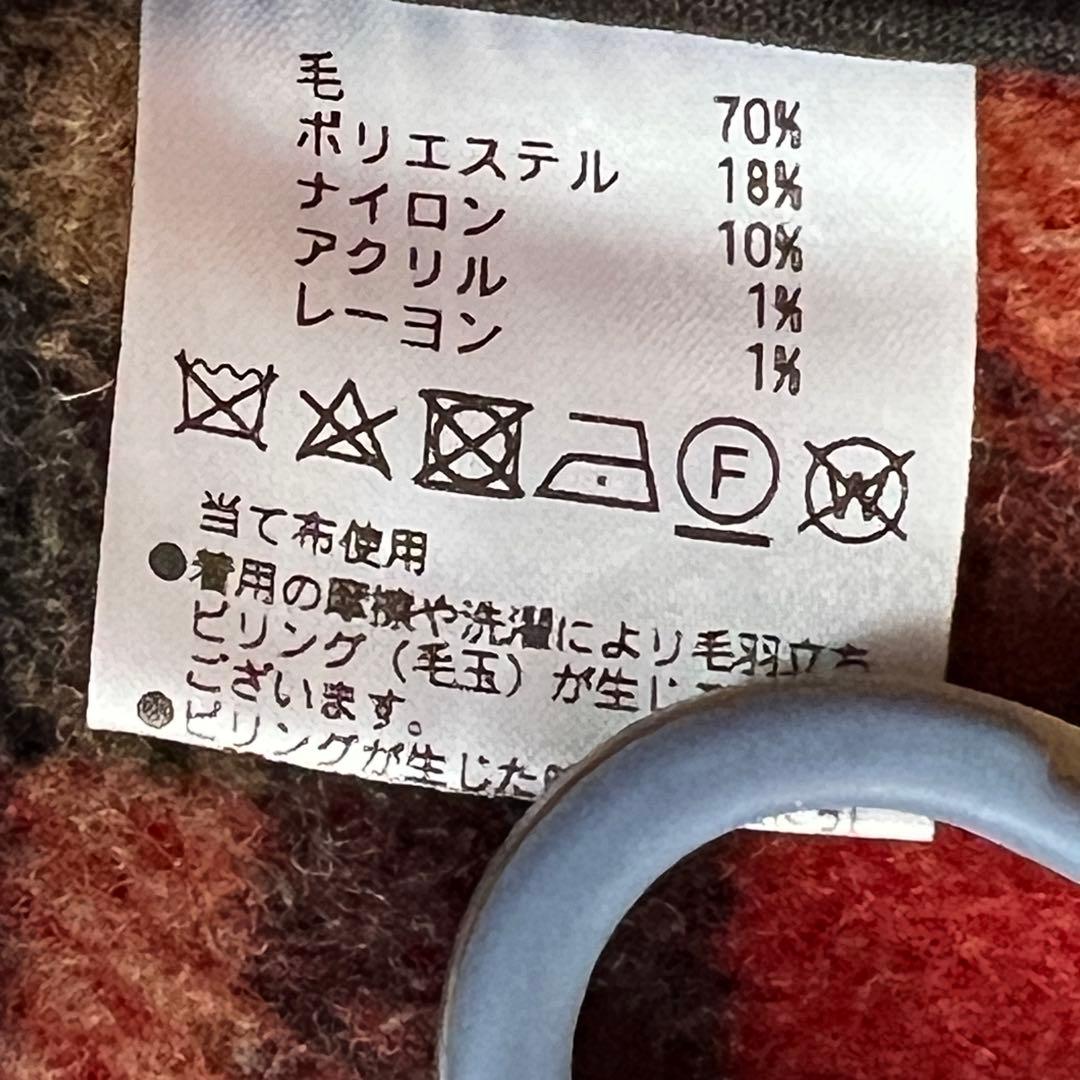 毛 70%
ポリエステル 18%
ナイロン 10%
アクリル 1%
レーヨン 1%
F W
当て布使用
●着用の摩擦や洗濯により毛羽立ち
ピリング（毛玉）が生じ
ございます。
●ピリングが生じた